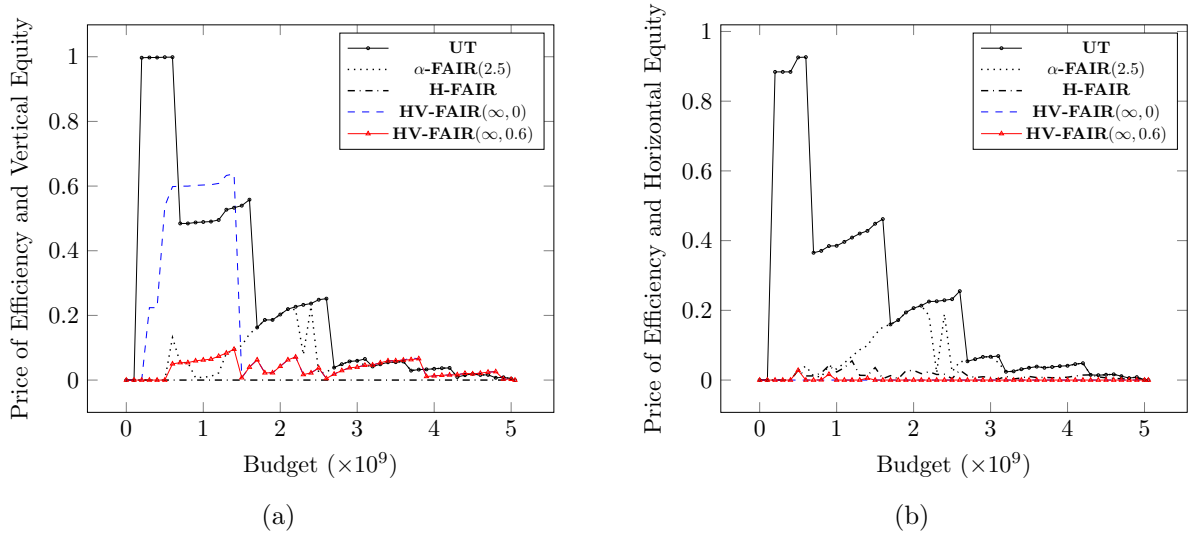 Price of Efficiency and Vertical Equity
1
0.8
0.6
0.4
0.2
0
0
1
2
3
4
5
Budget (×10⁹)
UT
α-FAIR(2.5)
H-FAIR
HV-FAIR(∞, 0)
HV-FAIR(∞, 0.6)
(a)
Price of Efficiency and Horizontal Equity
1
0.8
0.6
0.4
0.2
0
0
1
2
3
4
5
Budget (×10⁹)
UT
α-FAIR(2.5)
H-FAIR
HV-FAIR(∞, 0)
HV-FAIR(∞, 0.6)
(b)